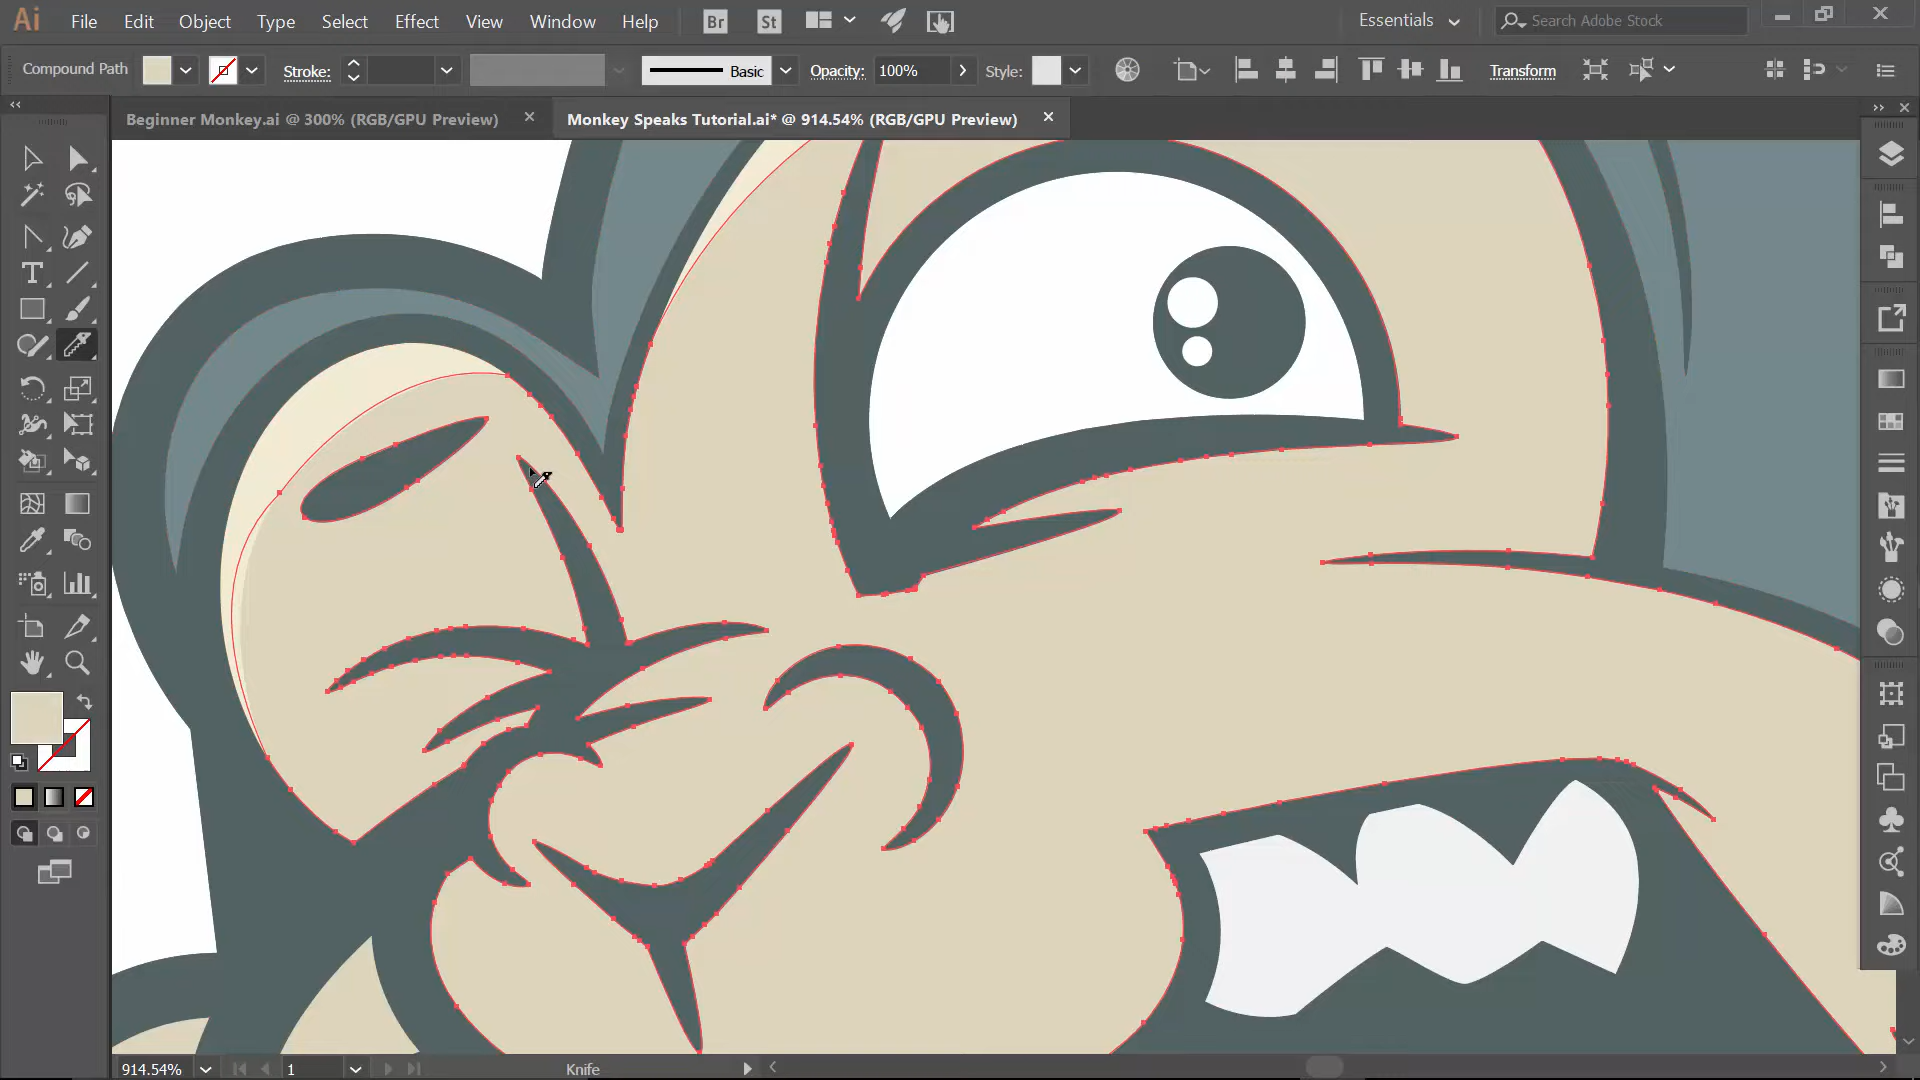 Ai File Edit Object Type Select Effect View Window Help Br St Essentials Search Adobe Stock
Compound Path Stroke: Basic Opacity: 100% Style: Transform
Beginner Monkey.ai @ 300% (RGB/GPU Preview) Monkey Speaks Tutorial.ai* @ 914.54% (RGB/GPU Preview)
914.54% 1 Knife